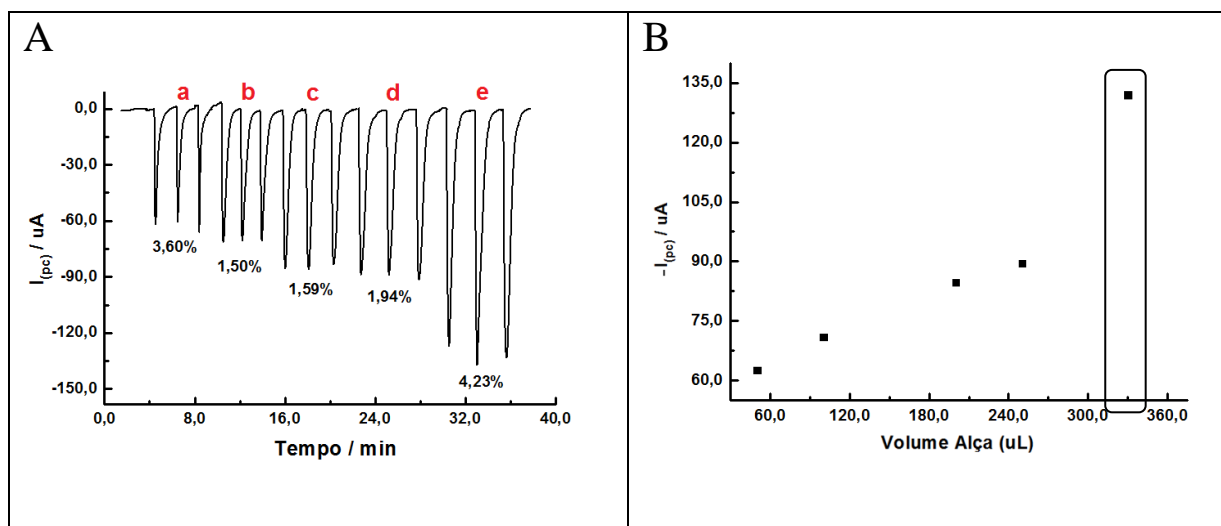 A
a b c d e
0,0
-30,0
-60,0
-90,0
-120,0
-150,0
I(pc) / uA
3,60%
1,50%
1,59%
1,94%
4,23%
0,0 8,0 16,0 24,0 32,0 40,0
Tempo / min
B
135,0
120,0
105,0
90,0
75,0
60,0
−I(pc) / uA
60,0 120,0 180,0 240,0 300,0 360,0
Volume Alça (uL)